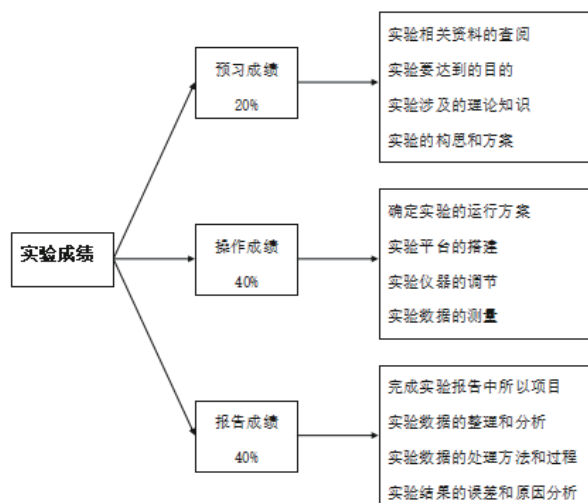 实验成绩
预习成绩
20%
实验相关资料的查阅
实验要达到的目的
实验涉及的理论知识
实验的构思和方案
操作成绩
40%
确定实验的运行方案
实验平台的搭建
实验仪器的调节
实验数据的测量
报告成绩
40%
完成实验报告中所以项目
实验数据的整理和分析
实验数据的处理方法和过程
实验结果的误差和原因分析